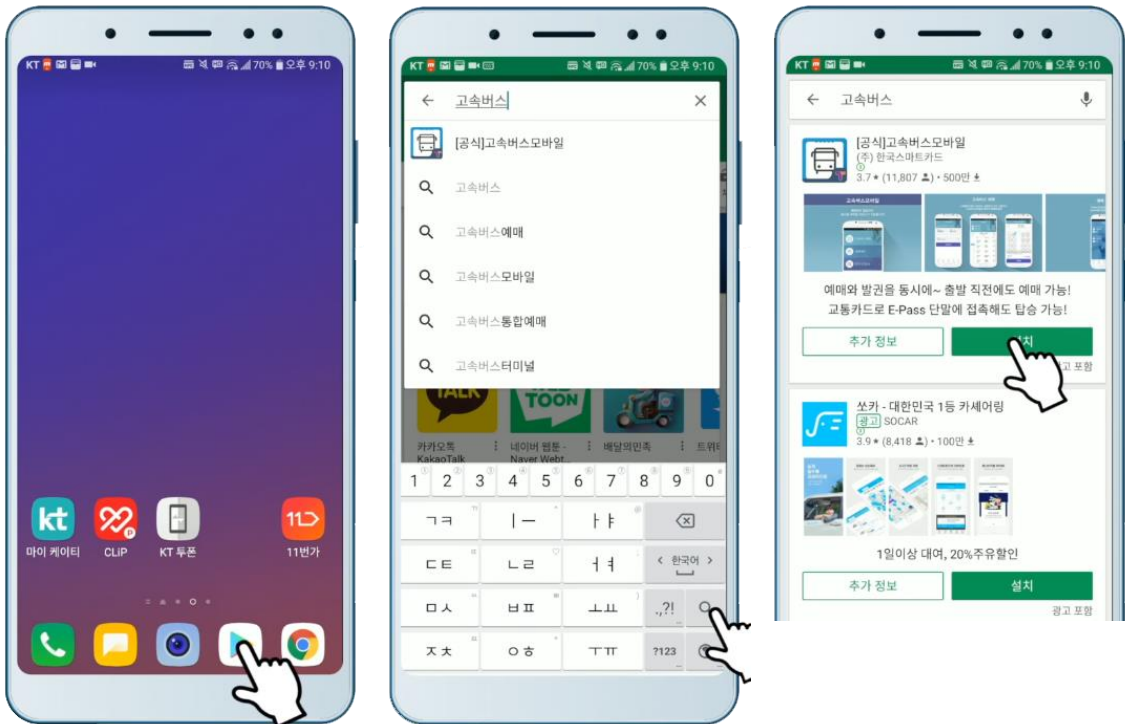 KT 70% 오후 9:10
kt
마이 케이티
CLiP
KT 투폰
11번가
KT 70% 오후 9:10
고속버스
[공식]고속버스모바일
고속버스
고속버스예매
고속버스모바일
고속버스통합예매
고속버스터미널
TALK
TOON
카카오톡
KakaoTalk
네이버 웹툰 -
Naver Webt...
배달의민족
1 2 3 4 5 6 7 8 9 0
ㄱㅋ ㅣㅡ ㅏㅑ
ㄷㅌ ㄴㄹ ㅓㅕ < 한국어 >
ㅁㅅ ㅂㅍ ㅗㅛ .,?!
ㅈㅊ ㅇㅎ ㅜㅠ ?123
KT 70% 오후 9:10
고속버스
[공식]고속버스모바일
(주) 한국스마트카드
3.7★ (11,807) • 500만
고속버스모바일
예매와 발권을 동시에~ 출발 직전에도 예매 가능!
교통카드로 E-Pass 단말에 접촉해도 탑승 가능!
추가 정보
포함
쏘카 - 대한민국 1등 카셰어링
광고 SOCAR
3.9★ (8,418) • 100만
1일이상 대여, 20%주유할인
추가 정보 설치
광고 포함